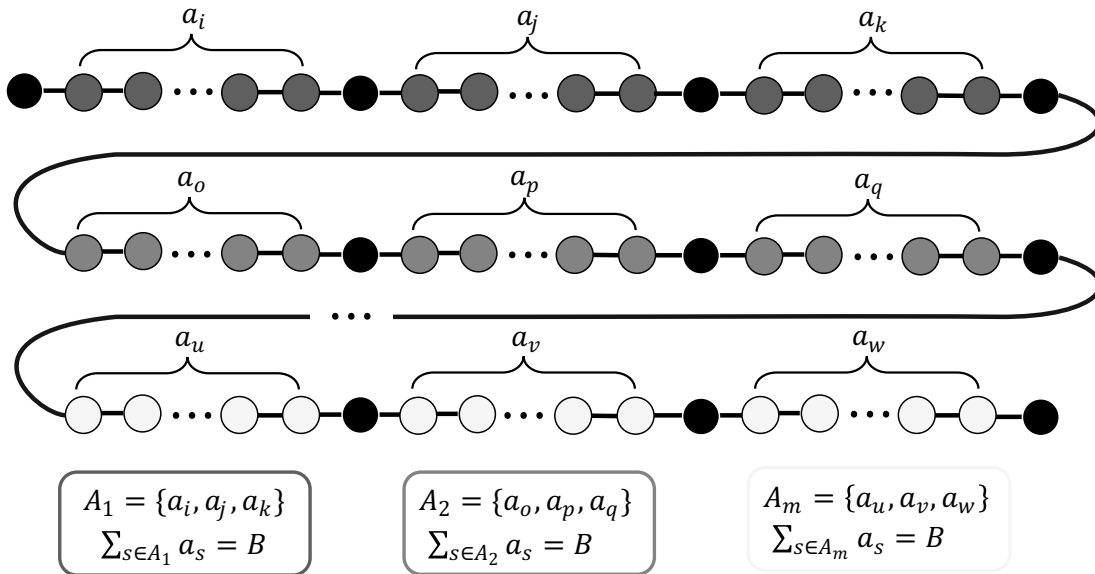 a_i a_j a_k
a_o a_p a_q
a_u a_v a_w
A_1 = {a_i, a_j, a_k}
∑_{s∈A_1} a_s = B
A_2 = {a_o, a_p, a_q}
∑_{s∈A_2} a_s = B
A_m = {a_u, a_v, a_w}
∑_{s∈A_m} a_s = B